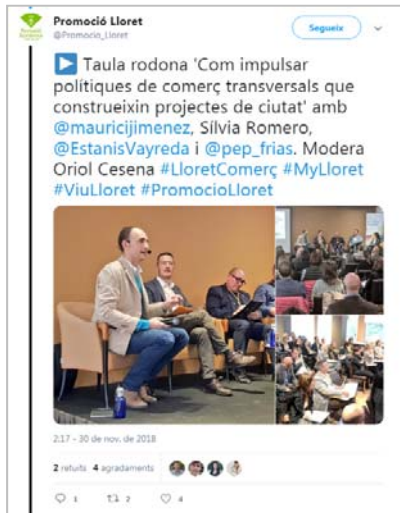 Promoció Lloret
@Promocio_Lloret
Segueix
Taula rodona 'Com impulsar
polítiques de comerç transversals que
construeixin projectes de ciutat' amb
@mauricijimenez, Sílvia Romero,
@EstanisVayreda i @pep_frias. Modera
Oriol Cesena #LloretComerç #MyLloret
#ViuLloret #PromocioLloret
2:17 - 30 de nov. de 2018
2 retuits 4 agradaments
1 2 4